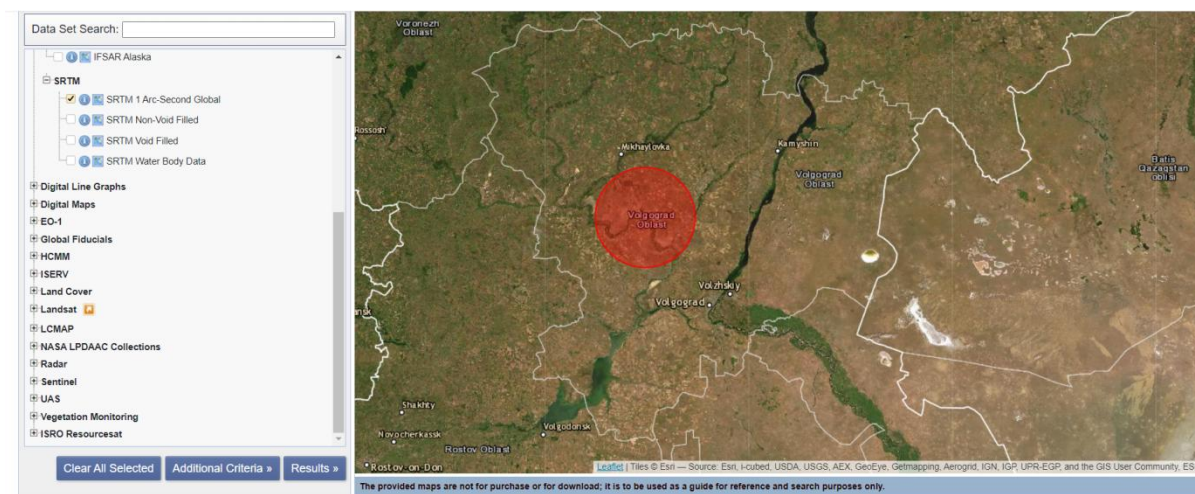 Data Set Search:
IFSAR Alaska
SRTM
SRTM 1 Arc-Second Global
SRTM Non-Void Filled
SRTM Void Filled
SRTM Water Body Data
Digital Line Graphs
Digital Maps
EO-1
Global Fiducials
HCMM
ISERV
Land Cover
Landsat
LCMAP
NASA LPDAAC Collections
Radar
Sentinel
UAS
Vegetation Monitoring
ISRO Resourcesat
Clear All Selected
Additional Criteria »
Results »
Voronezh
Oblast
Rossosh
Mikhaylovka
Kamyshin
Volgograd
Oblast
Batis
Qazaqstan
oblisi
Volgograd
Oblast
Volzhskiy
Volgograd
Shakhty
Novocherkassk
Volgodonsk
Rostov Oblast
Rostov-on-Don
Leaflet | Tiles © Esri — Source: Esri, i-cubed, USDA, USGS, AEX, GeoEye, Getmapping, Aerogrid, IGN, IGP, UPR-EGP, and the GIS User Community, ES
The provided maps are not for purchase or for download; it is to be used as a guide for reference and search purposes only.